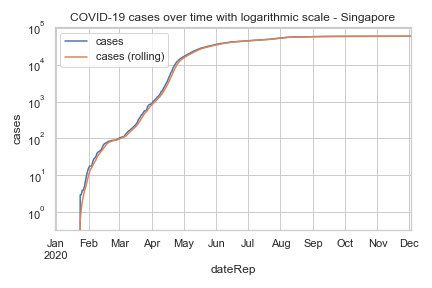 COVID-19 cases over time with logarithmic scale - Singapore
cases
cases (rolling)
10^5
10^4
10^3
10^2
10^1
10^0
cases
Jan Feb Mar Apr May Jun Jul Aug Sep Oct Nov Dec
2020
dateRep